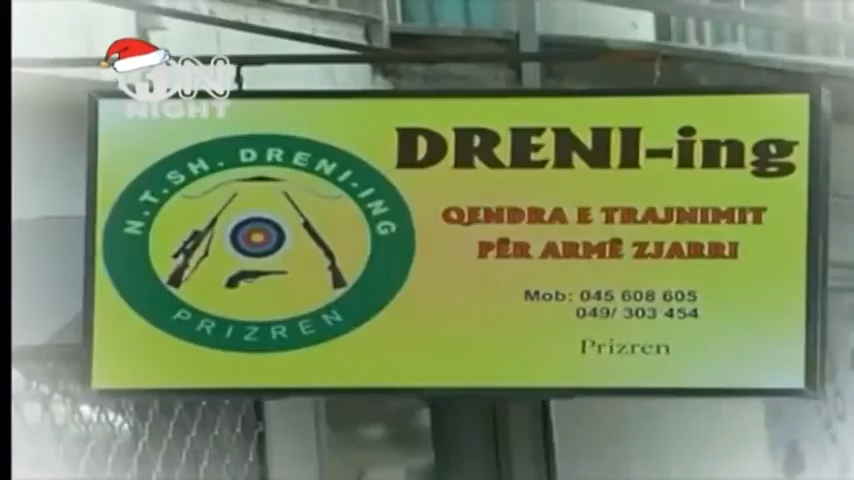 NIGHT
N.T.SH. DRENI-ING
PRIZREN
DRENI-ing
QENDRA E TRAJNIMIT
PËR ARMË ZJARRI
Mob: 045 608 605
049/ 303 454
Prizren